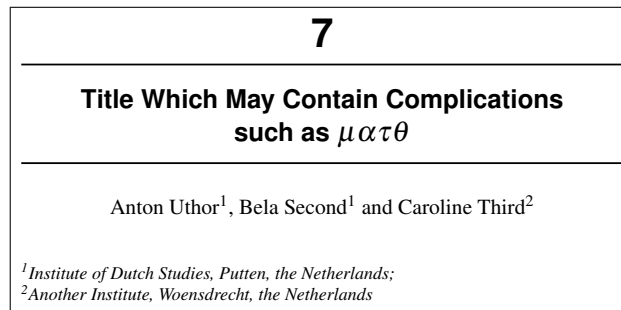 7
Title Which May Contain Complications
such as ματθ
Anton Uthor¹, Bela Second¹ and Caroline Third²
¹Institute of Dutch Studies, Putten, the Netherlands;
²Another Institute, Woensdrecht, the Netherlands